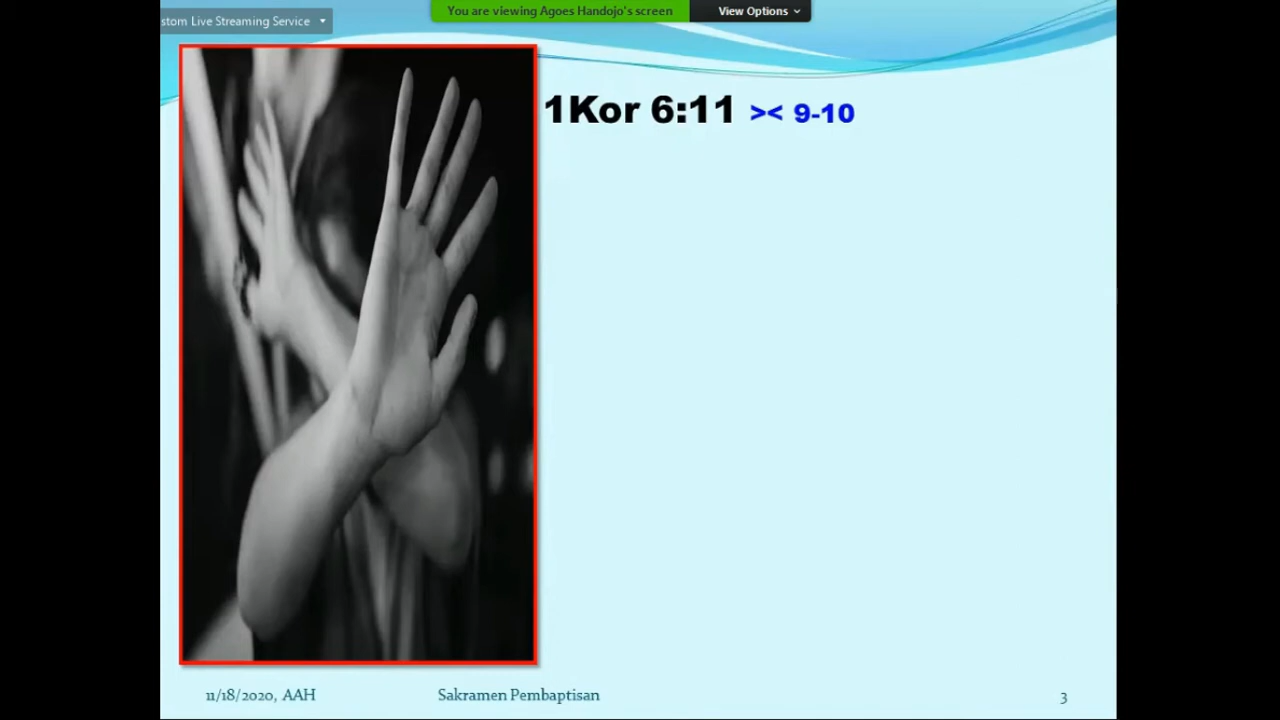 stom Live Streaming Service
You are viewing Agoes Handojo's screen
View Options
1Kor 6:11 >< 9-10
11/18/2020, AAH
Sakramen Pembaptisan
3